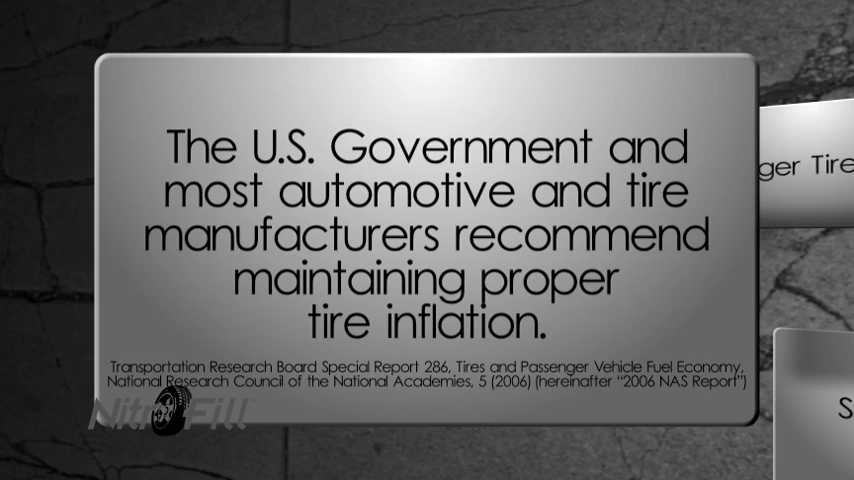 The U.S. Government and
most automotive and tire
manufacturers recommend
maintaining proper
tire inflation.
Transportation Research Board Special Report 286, Tires and Passenger Vehicle Fuel Economy,
National Research Council of the National Academies, 5 (2006) (hereinafter “2006 NAS Report”)
NitroFill
ger Tire
S